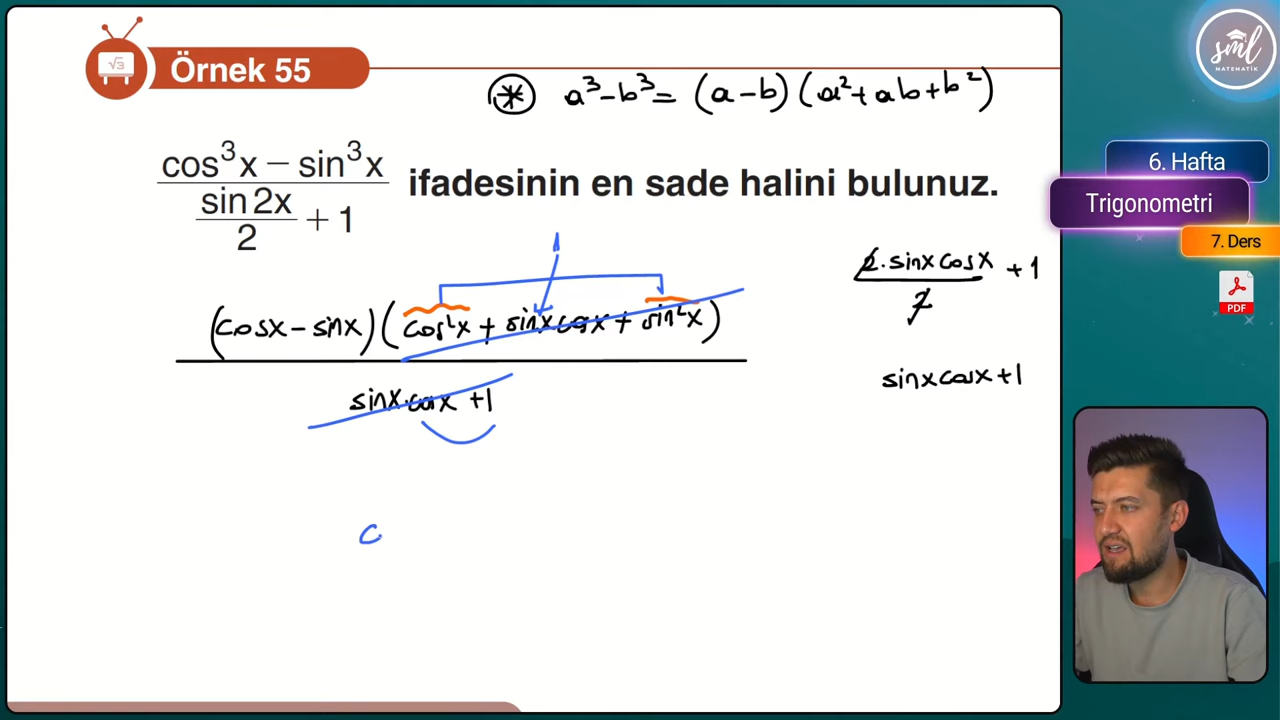 Örnek 55
√3
sml
MATEMATİK
* a³-b³= (a-b)(a²+ab+b²)
cos³x – sin³x
sin2x
2
+ 1
ifadesinin en sade halini bulunuz.
6. Hafta
Trigonometri
7. Ders
PDF
1
2.sinxcosx
2
+1
(cosx-sinx)(cos²x + sinxcosx + sin²x)
sinx.cosx +1
sinxcosx+1
c